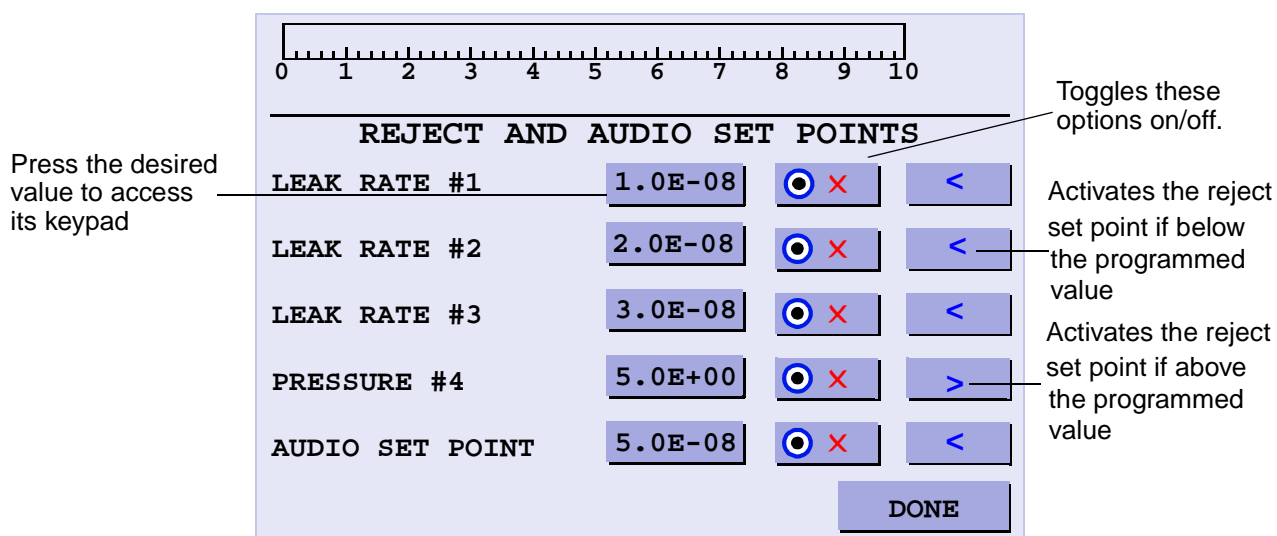 0 1 2 3 4 5 6 7 8 9 10
REJECT AND AUDIO SET POINTS
LEAK RATE #1 1.0E-08 X <
LEAK RATE #2 2.0E-08 X <
LEAK RATE #3 3.0E-08 X <
PRESSURE #4 5.0E+00 X >
AUDIO SET POINT 5.0E-08 X <
DONE
Press the desired
value to access
its keypad
Toggles these
options on/off.
Activates the reject
set point if below
the programmed
value
Activates the reject
set point if above
the programmed
value